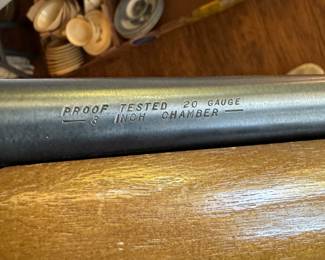 PROOF TESTED 20 GAUGE
— 3 INCH CHAMBER —